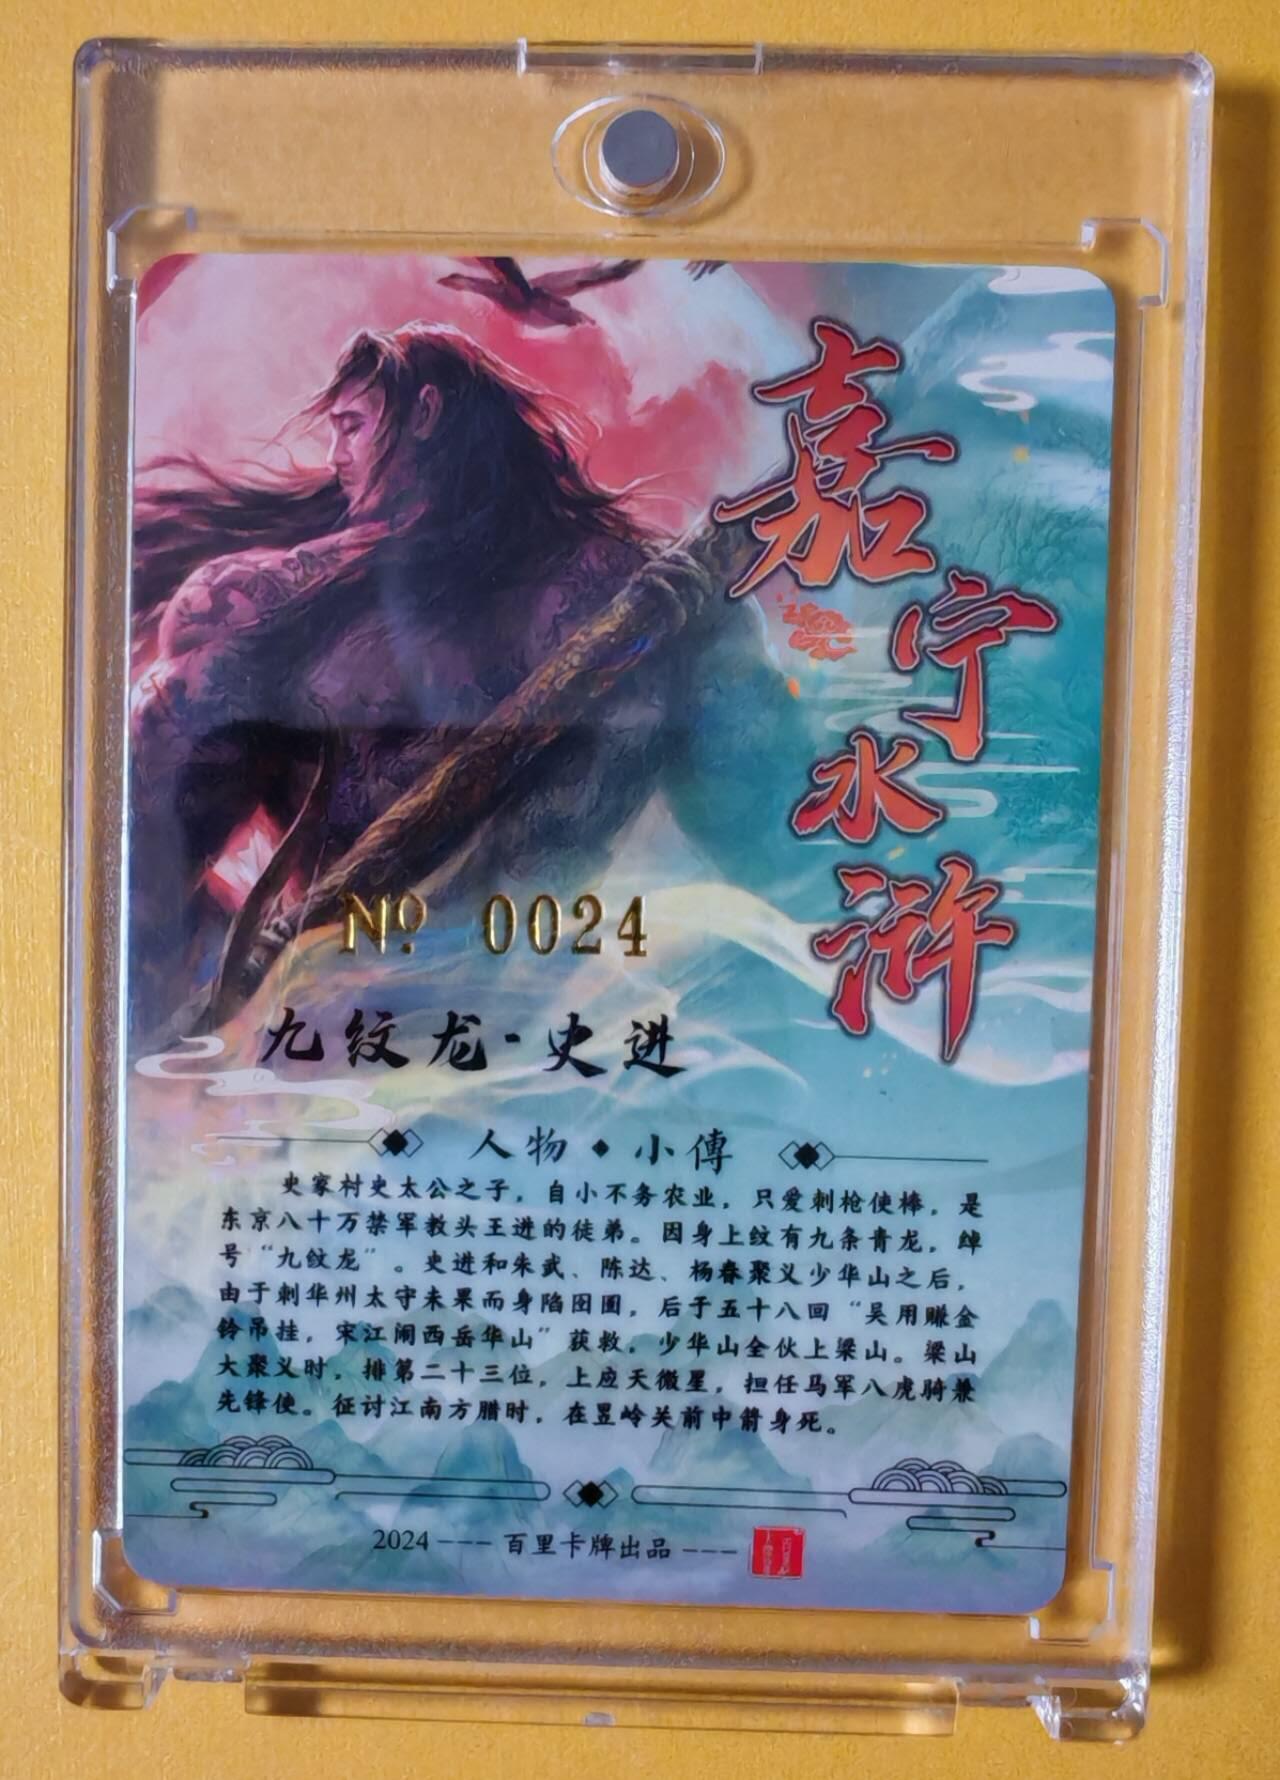 嘉宁水浒
Nº 0024
九纹龙·史进
人物◆小傳
史家村史太公之子，自小不务农业，只爱刺枪使棒，是
东京八十万禁军教头王进的徒弟。因身上纹有九条青龙，绰
号“九纹龙”。史进和朱武、陈达、杨春聚义少华山之后，
由于刺华州太守未果而身陷囹圄，后于五十八回“吴用赚金
铃吊挂，宋江闹西岳华山”获救，少华山全伙上梁山。梁山
大聚义时，排第二十三位，上应天微星，担任马军八虎骑兼
先锋使。征讨江南方腊时，在昱岭关前中箭身死。
2024 --- 百里卡牌出品 ---